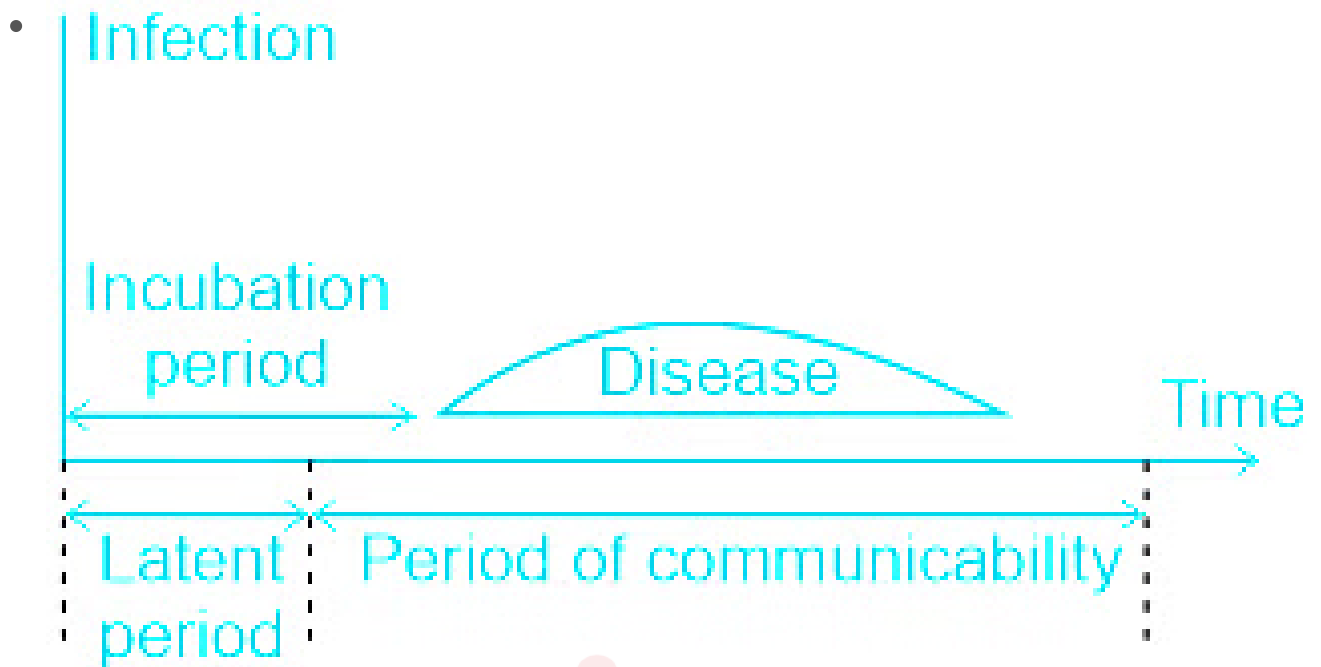 Infection
Incubation
period
Disease
Time
Latent
period
Period of communicability